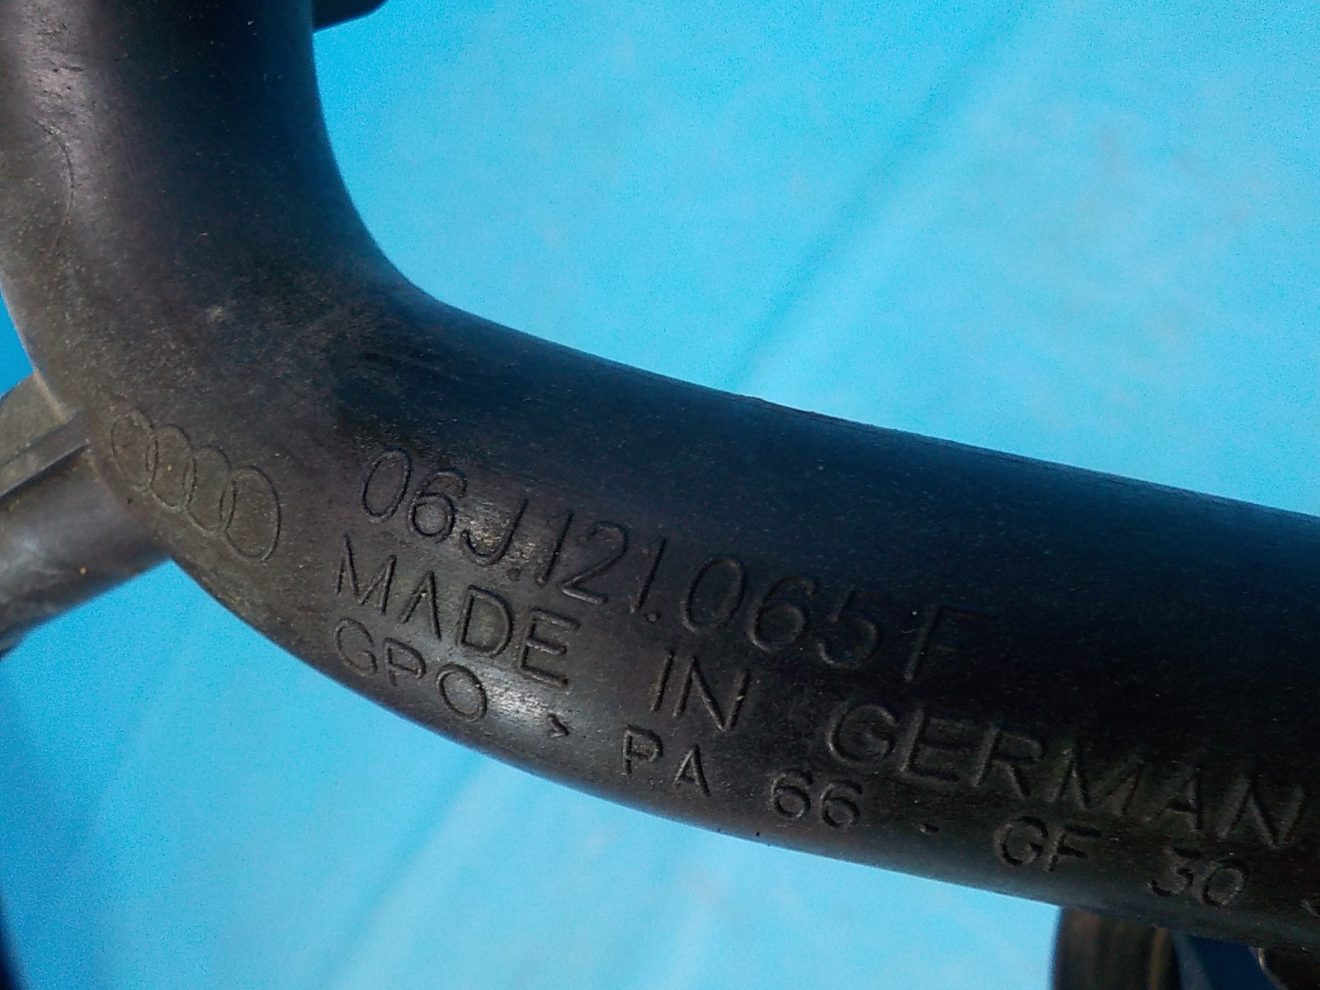 06J.121.065 F
MADE IN GERMAN
GPO > PA 66 - GF 30